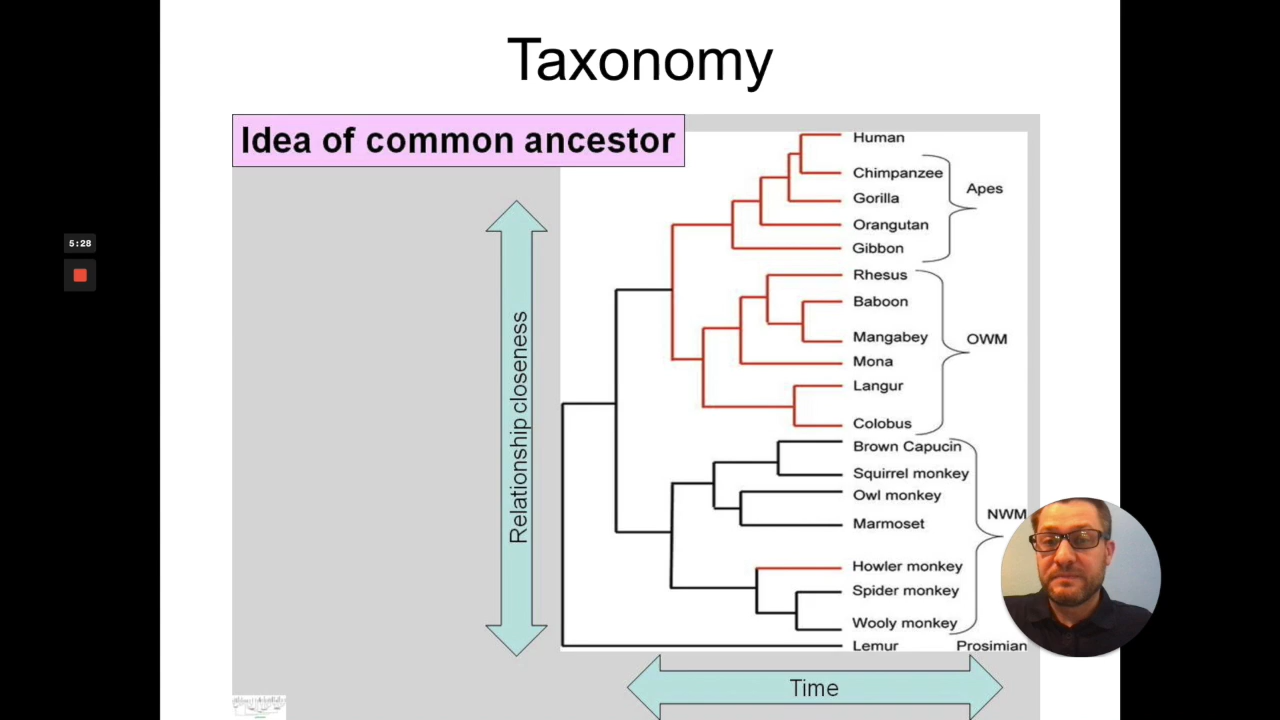 Taxonomy
Idea of common ancestor
5:28
Relationship closeness
Human
Chimpanzee
Gorilla
Orangutan
Gibbon
Apes
Rhesus
Baboon
Mangabey
Mona
Langur
Colobus
OWM
Brown Capucin
Squirrel monkey
Owl monkey
Marmoset
Howler monkey
Spider monkey
Wooly monkey
NWM
Lemur
Prosimian
Time